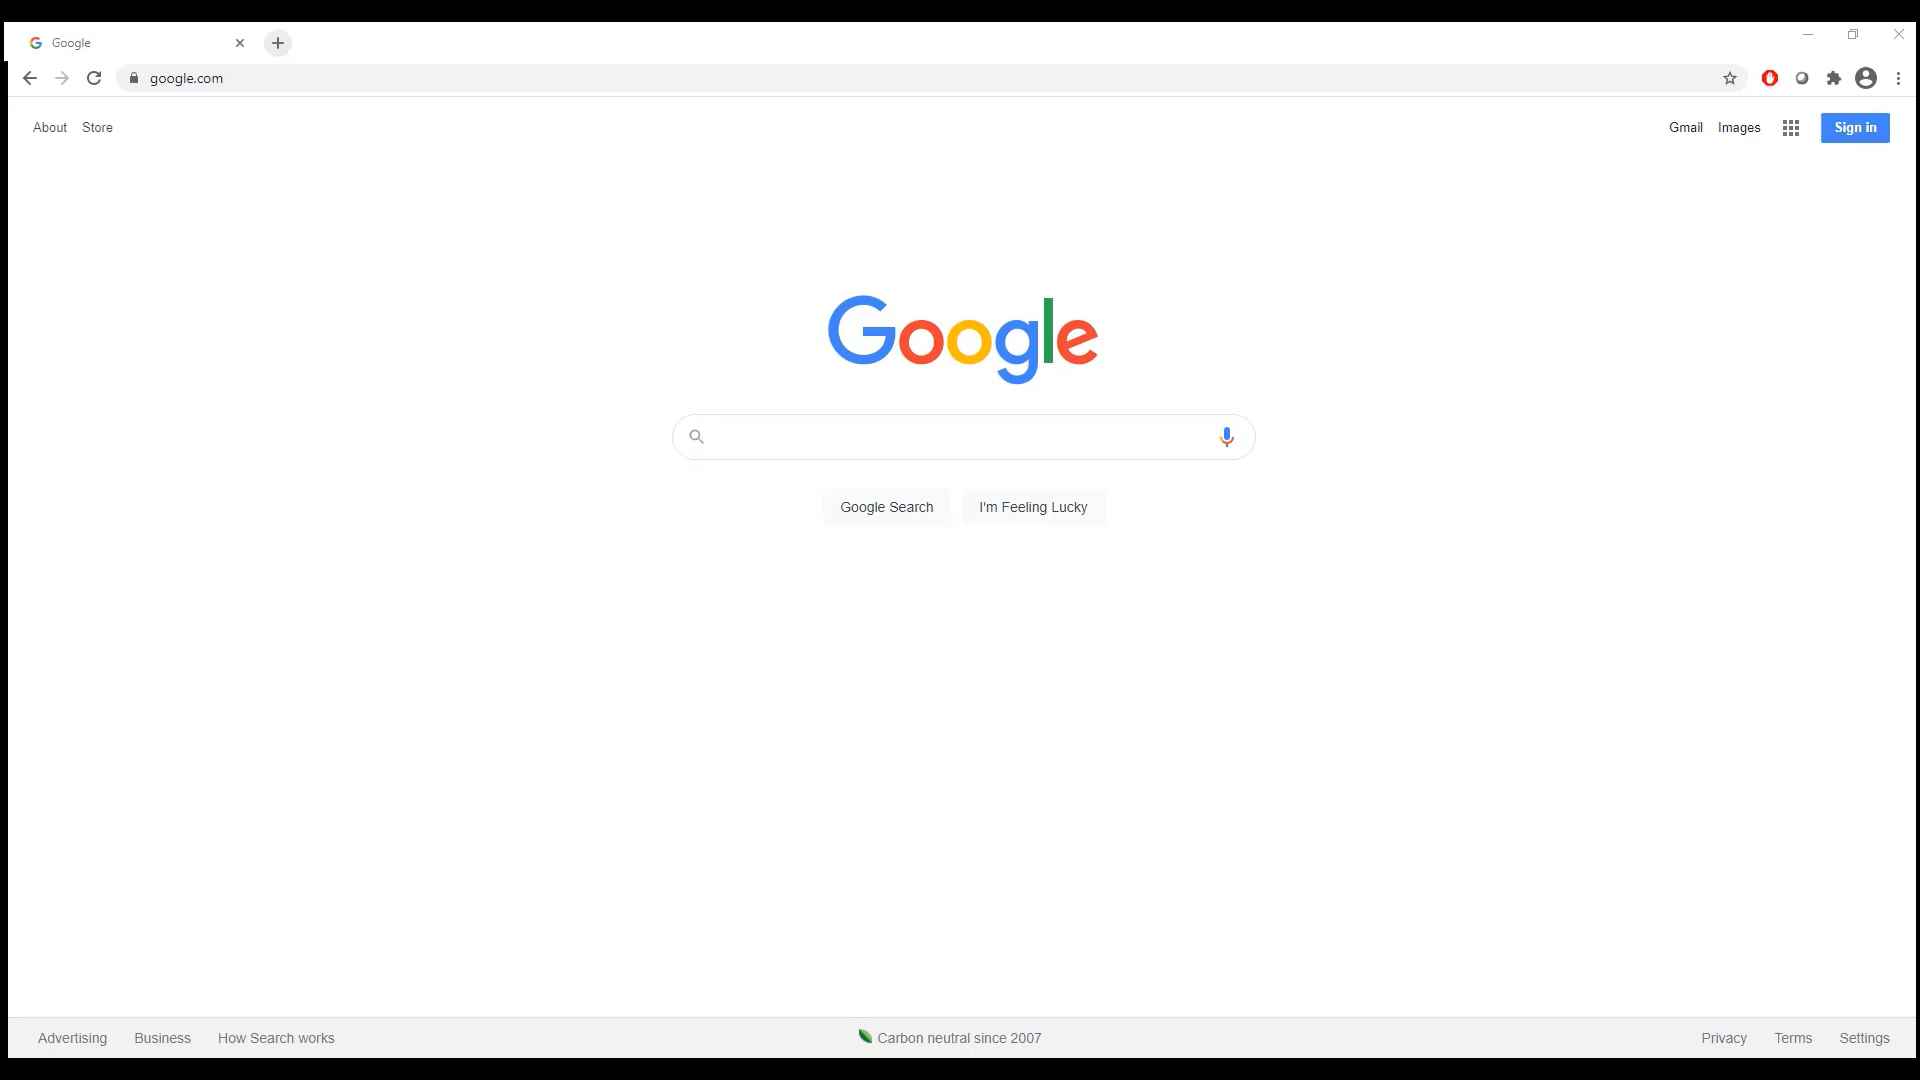 Google
google.com
About Store
Gmail Images Sign in
Google
Google Search I'm Feeling Lucky
Advertising Business How Search works
Carbon neutral since 2007
Privacy Terms Settings